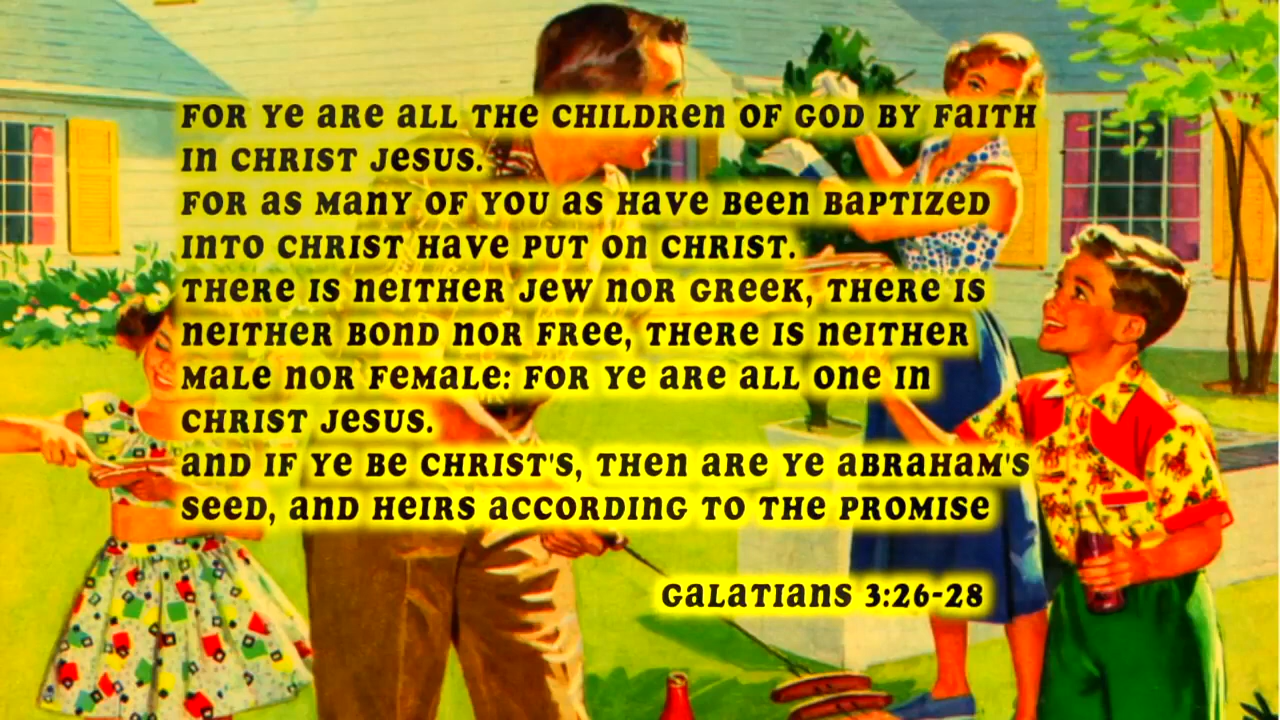 FOR YE ARE ALL THE CHILDREN OF GOD BY FAITH
IN CHRIST JESUS.
FOR AS MANY OF YOU AS HAVE BEEN BAPTIZED
INTO CHRIST HAVE PUT ON CHRIST.
THERE IS NEITHER JEW NOR GREEK, THERE IS
NEITHER BOND NOR FREE, THERE IS NEITHER
MALE NOR FEMALE: FOR YE ARE ALL ONE IN
CHRIST JESUS.
AND IF YE BE CHRIST'S, THEN ARE YE ABRAHAM'S
SEED, AND HEIRS ACCORDING TO THE PROMISE
GALATIANS 3:26-28